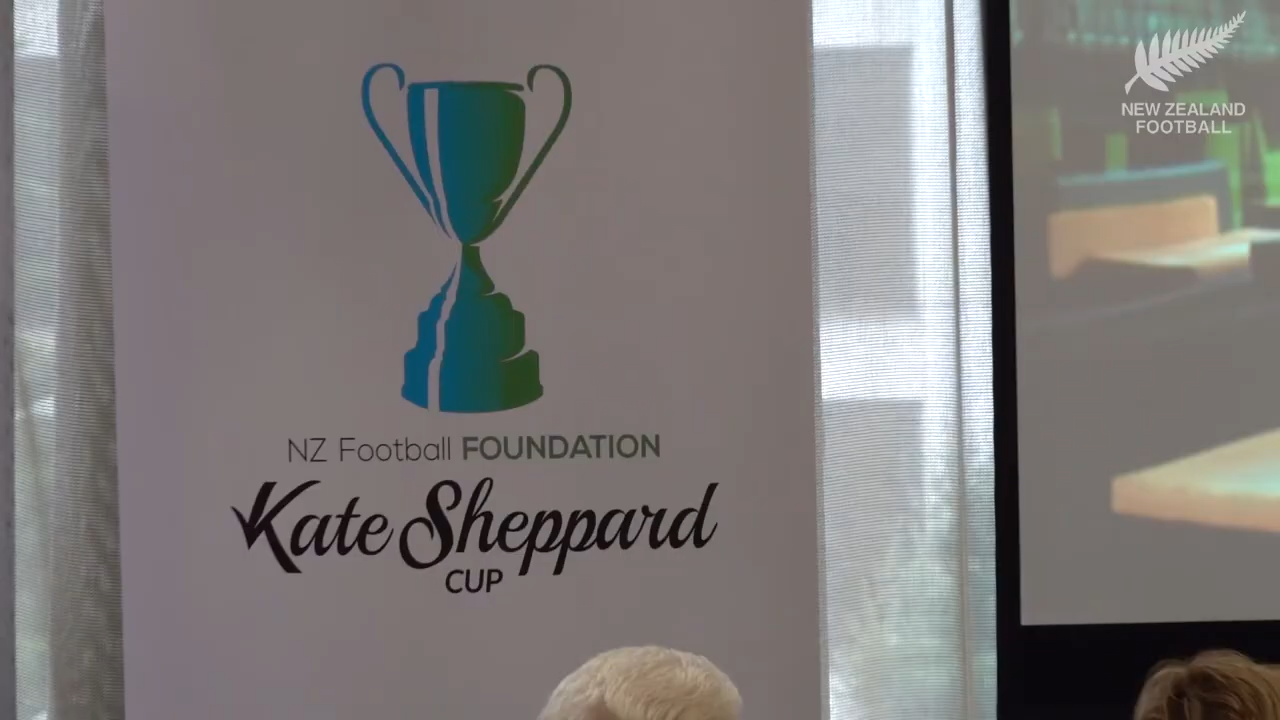 NZ Football FOUNDATION
Kate Sheppard
CUP
NEW ZEALAND
FOOTBALL